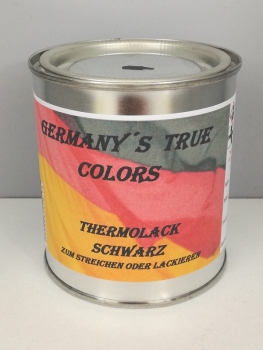 GERMANY´S TRUE
COLORS
THERMOLACK
SCHWARZ
ZUM STREICHEN ODER LACKIEREN